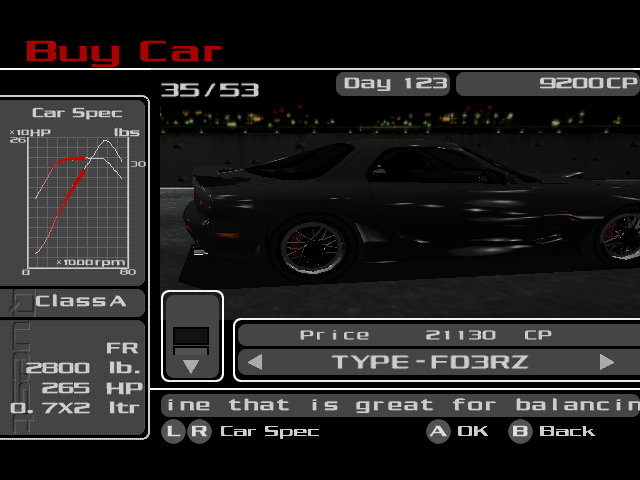 Buy Car
35/53
Day 123
9200CP
Car Spec
×10HP
lbs
26
30
×1000rpm
0
80
ClassA
FR
2800 lb.
265 HP
0.7X2 ltr
Price 21130 CP
TYPE-FD3RZ
ine that is great for balancin
L R Car Spec
A OK
B Back